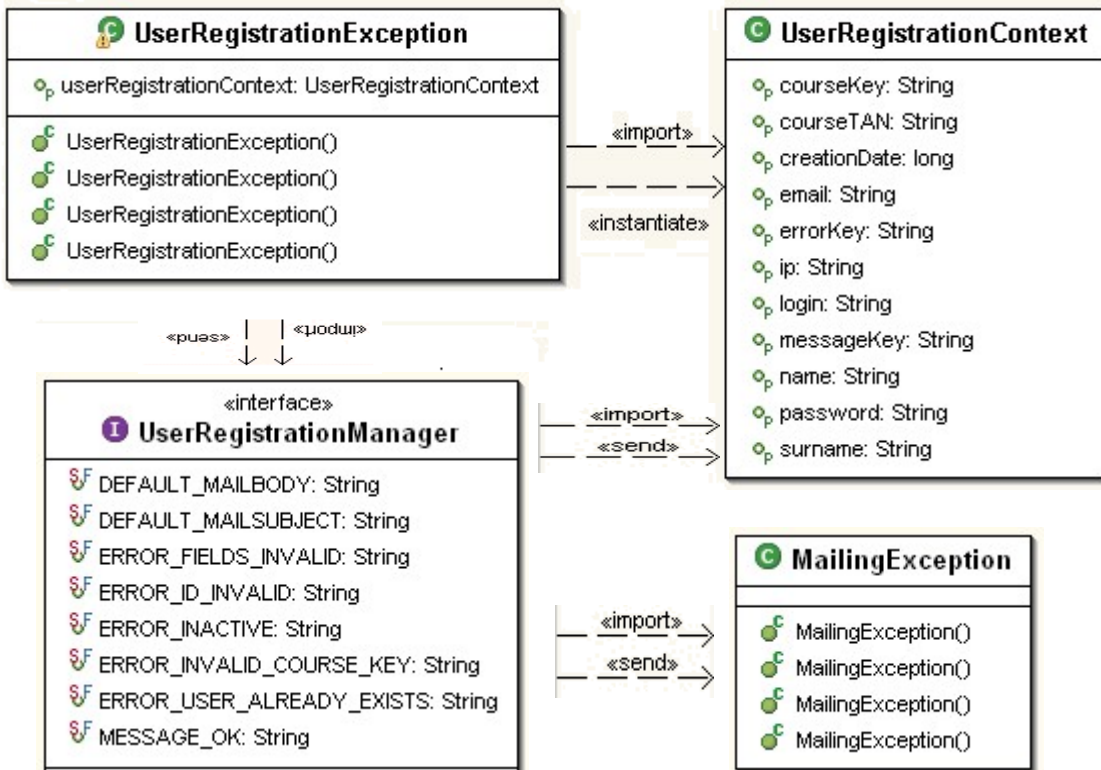 UserRegistrationException
userRegistrationContext: UserRegistrationContext
UserRegistrationException()
UserRegistrationException()
UserRegistrationException()
UserRegistrationException()
«import»
«instantiate»
UserRegistrationContext
courseKey: String
courseTAN: String
creationDate: long
email: String
errorKey: String
ip: String
login: String
messageKey: String
name: String
password: String
surname: String
«send»
«import»
«interface»
UserRegistrationManager
DEFAULT_MAILBODY: String
DEFAULT_MAILSUBJECT: String
ERROR_FIELDS_INVALID: String
ERROR_ID_INVALID: String
ERROR_INACTIVE: String
ERROR_INVALID_COURSE_KEY: String
ERROR_USER_ALREADY_EXISTS: String
MESSAGE_OK: String
«import»
«send»
«import»
«send»
MailingException
MailingException()
MailingException()
MailingException()
MailingException()